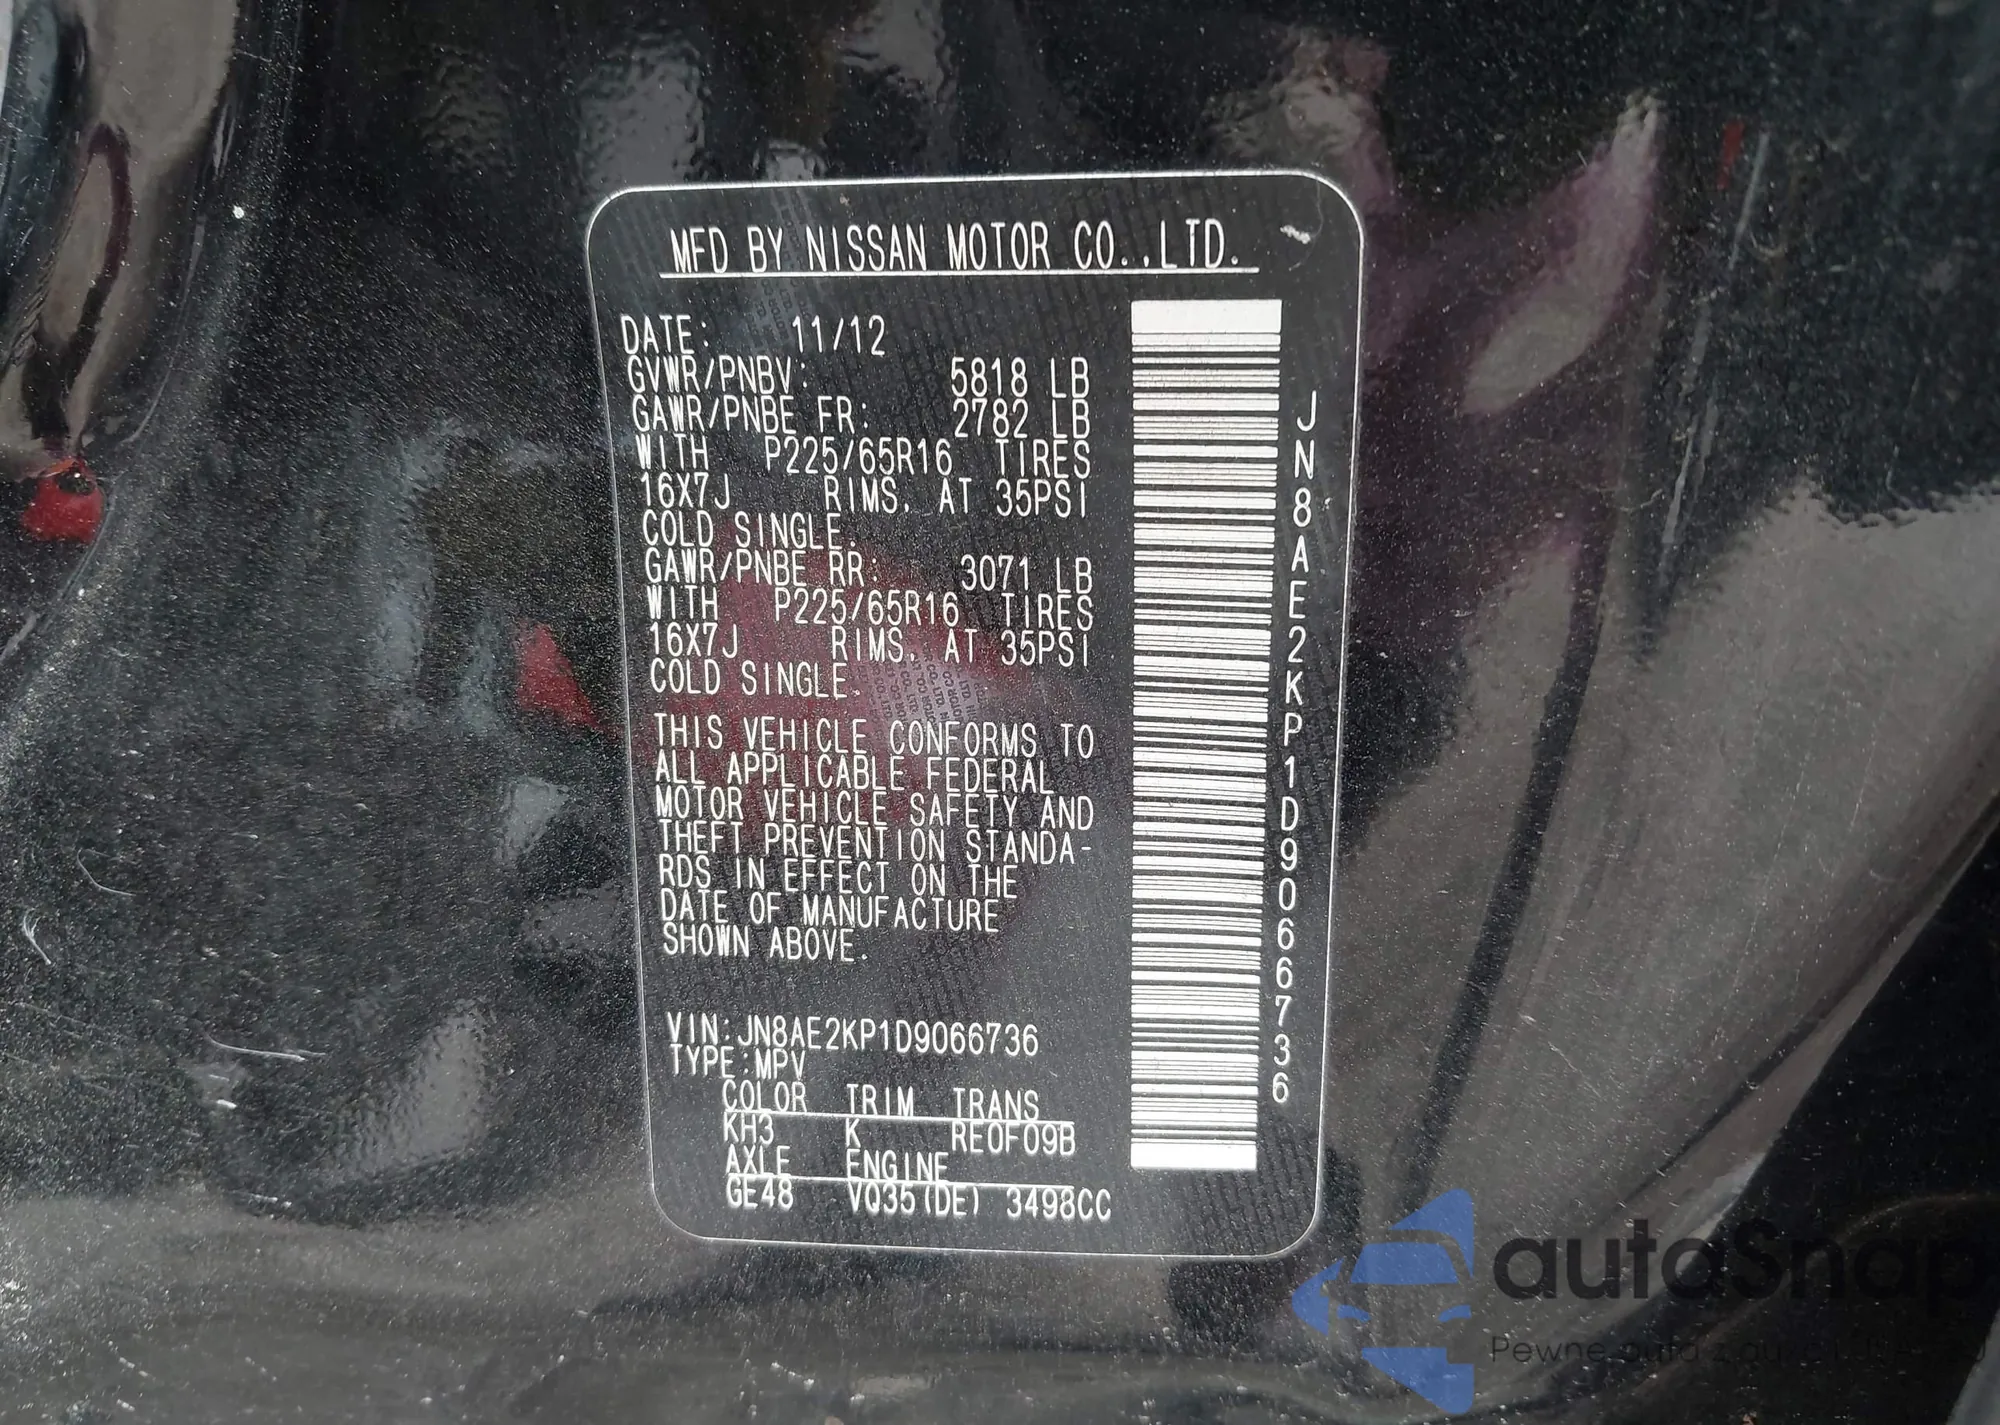 MFD BY NISSAN MOTOR CO.,LTD.
DATE: 11/12
GVWR/PNBV: 5818 LB
GAWR/PNBE FR: 2782 LB
WITH P225/65R16 TIRES
16X7J RIMS, AT 35PSI
COLD SINGLE.
GAWR/PNBE RR: 3071 LB
WITH P225/65R16 TIRES
16X7J RIMS, AT 35PSI
COLD SINGLE.
THIS VEHICLE CONFORMS TO
ALL APPLICABLE FEDERAL
MOTOR VEHICLE SAFETY AND
THEFT PREVENTION STANDA-
RDS IN EFFECT ON THE
DATE OF MANUFACTURE
SHOWN ABOVE.
VIN:JN8AE2KP1D9066736
TYPE:MPV
COLOR TRIM TRANS
KH3 K RE0F09B
AXLE ENGINE
GE48 VQ35(DE) 3498CC
JN8AE2KP1D9066736
autoSnap
Pewne auta z